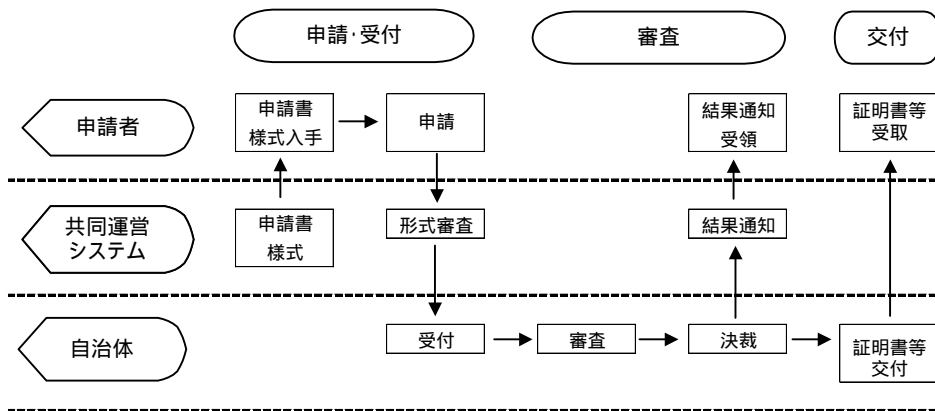 申請･受付
審査
交付
申請者
申請書
様式入手
申請
結果通知
受領
証明書等
受取
共同運営
システム
申請書
様式
形式審査
結果通知
自治体
受付
審査
決裁
証明書等
交付